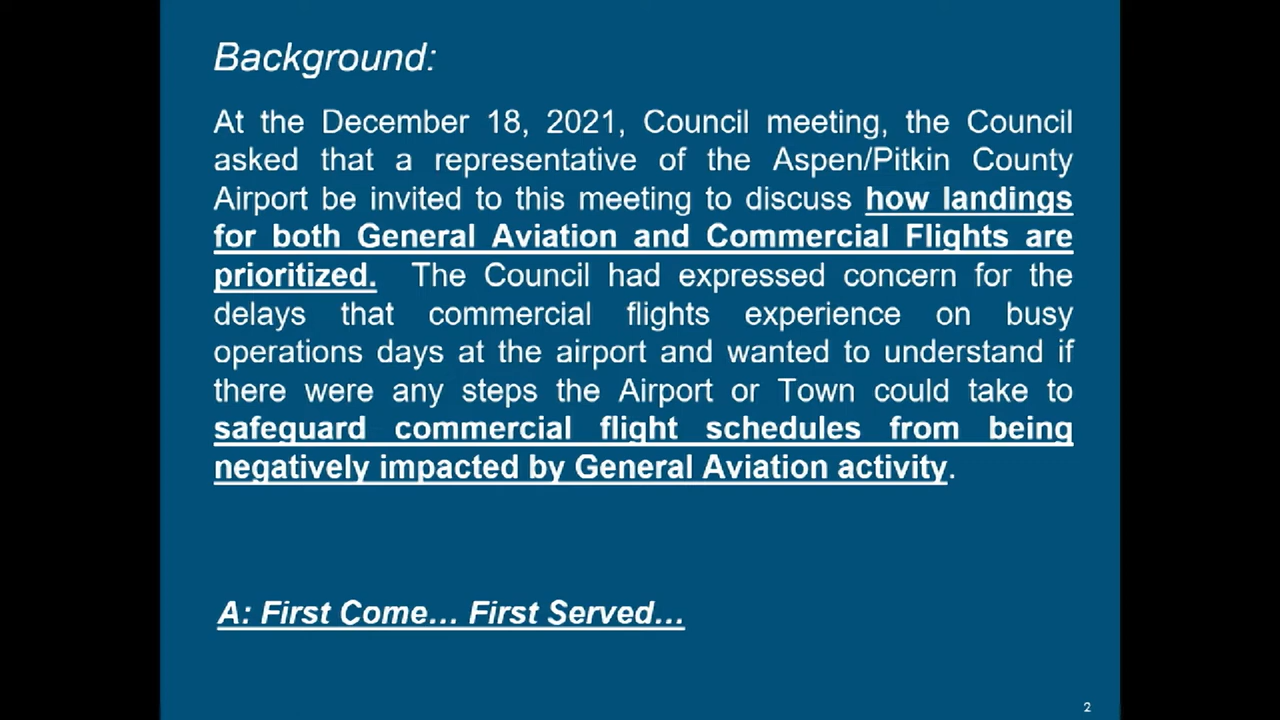 Background:
At the December 18, 2021, Council meeting, the Council
asked that a representative of the Aspen/Pitkin County
Airport be invited to this meeting to discuss how landings
for both General Aviation and Commercial Flights are
prioritized. The Council had expressed concern for the
delays that commercial flights experience on busy
operations days at the airport and wanted to understand if
there were any steps the Airport or Town could take to
safeguard commercial flight schedules from being
negatively impacted by General Aviation activity.
A: First Come… First Served…
2